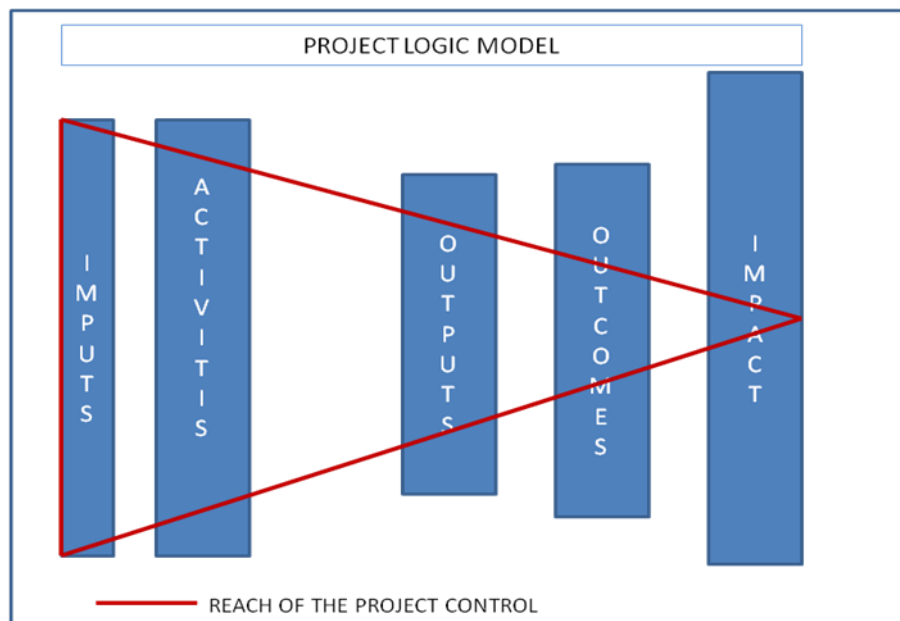 PROJECT LOGIC MODEL
IMPUTS
ACTIVITIS
OUTPUTS
OUTCOMES
IMPACT
REACH OF THE PROJECT CONTROL